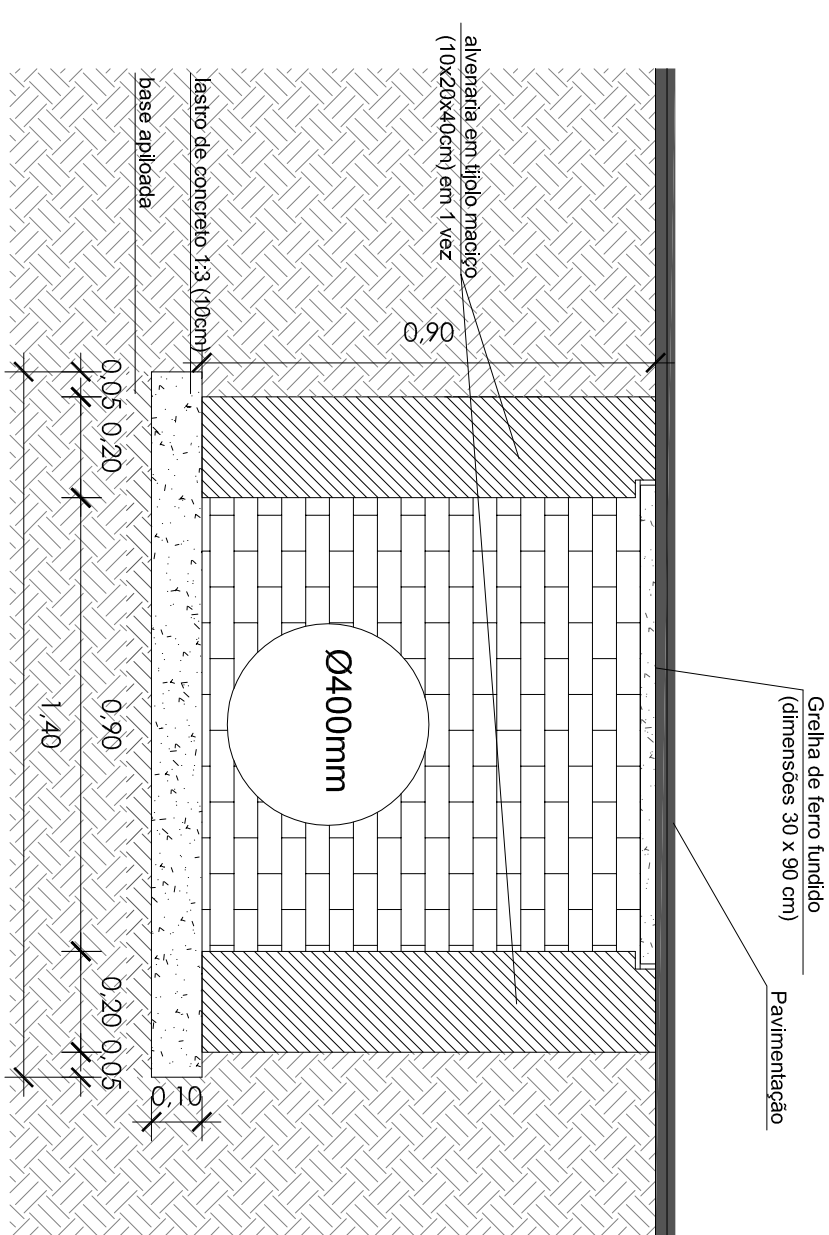 Grelha de ferro fundido
(dimensões 30 x 90 cm)
Pavimentação
alvenaria em tijolo maciço
(10x20x40cm) em 1 vez
0,90
Ø400mm
lastro de concreto 1:3 (10cm)
base apiloada
0,10
0,05
0,20
0,90
0,20
0,05
1,40